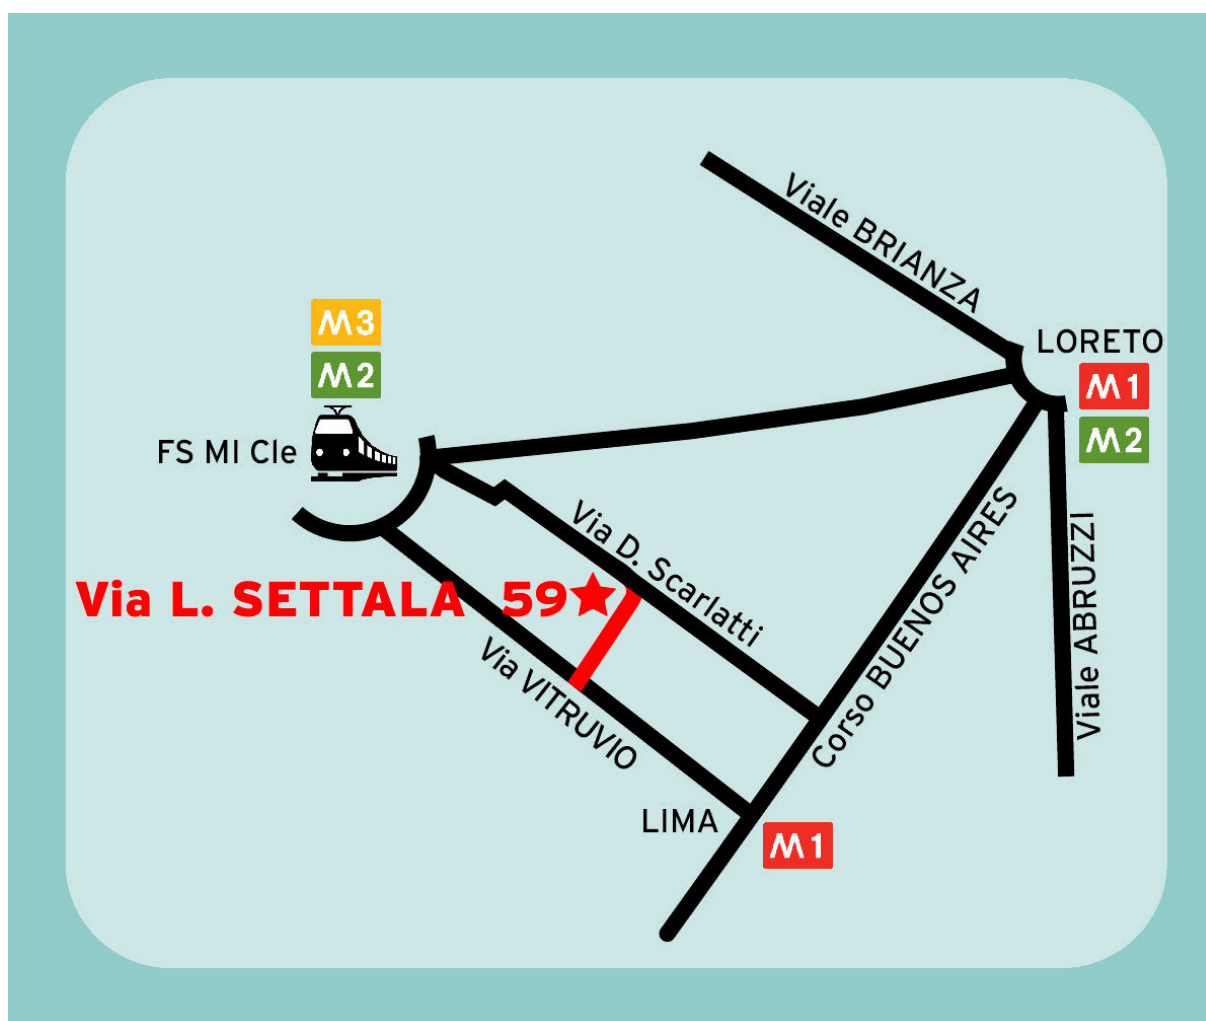 Viale BRIANZA
LORETO
M1
M2
M3
M2
FS MI Cle
Via D. Scarlatti
Via L. SETTALA 59
Via VITRUVIO
Corso BUENOS AIRES
Viale ABRUZZI
LIMA
M1